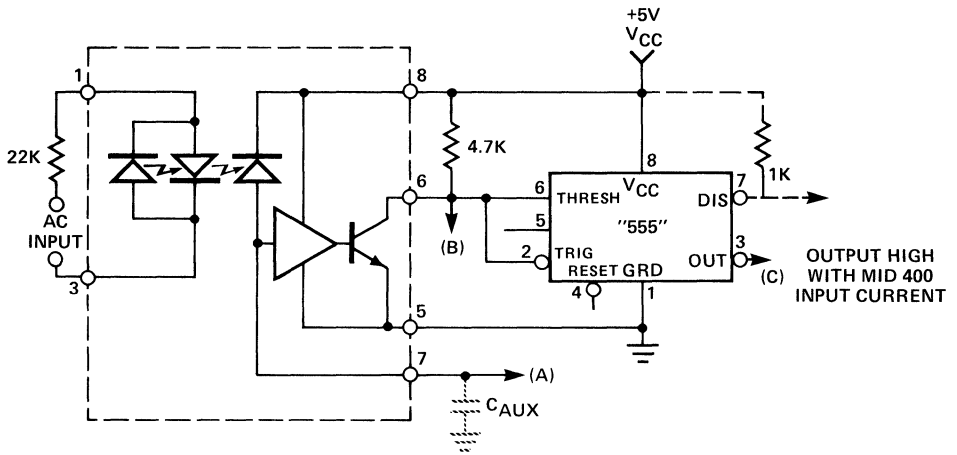 +5V
VCC
1
8
22K
4.7K
1K
AC
INPUT
3
6
(B)
6
THRESH
8
VCC
7
DIS
5
"555"
2
TRIG
RESET
GRD
OUT
3
(C)
4
1
OUTPUT HIGH
WITH MID 400
INPUT CURRENT
5
7
(A)
CAUX